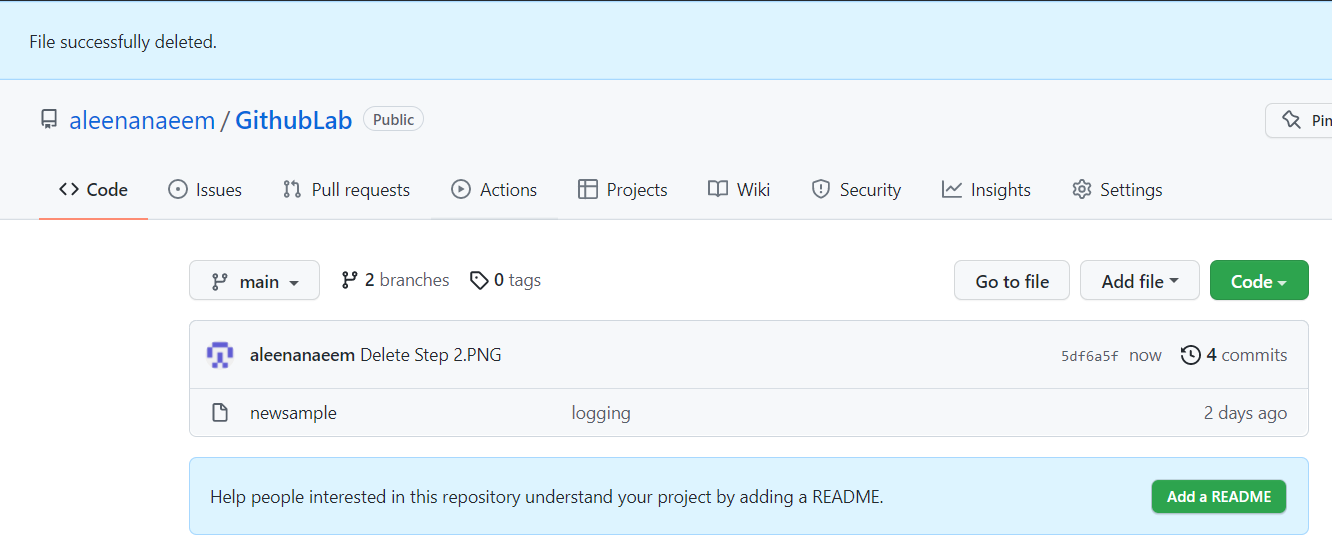 File successfully deleted.
aleenanaeem / GithubLab Public
Pin
Code Issues Pull requests Actions Projects Wiki Security Insights Settings
main 2 branches 0 tags Go to file Add file Code
aleenanaeem Delete Step 2.PNG 5df6a5f now 4 commits
newsample logging 2 days ago
Help people interested in this repository understand your project by adding a README. Add a README